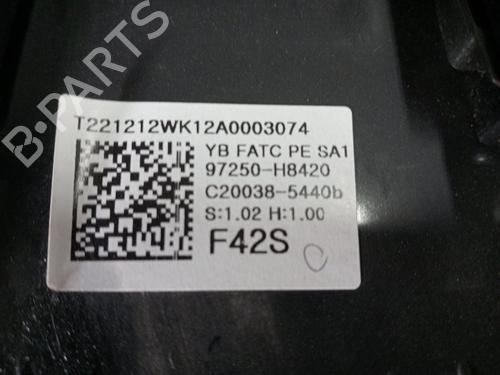 B-PARTS
T221212WK12A0003074
YB FATC PE SA1
97250-H8420
C20038-5440b
S:1.02 H:1.00
F42S